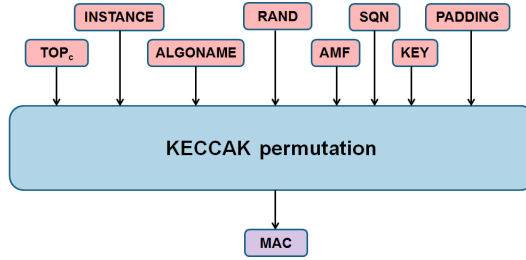 INSTANCE
RAND
SQN
PADDING
TOPc
ALGONAME
AMF
KEY
KECCAK permutation
MAC